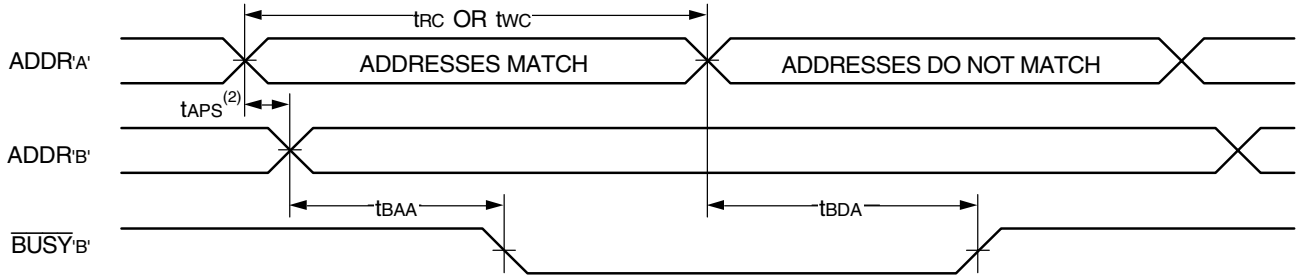 tRC OR tWC
ADDR'A'
ADDRESSES MATCH
ADDRESSES DO NOT MATCH
tAPS(2)
ADDR'B'
tBAA
tBDA
BUSY'B'